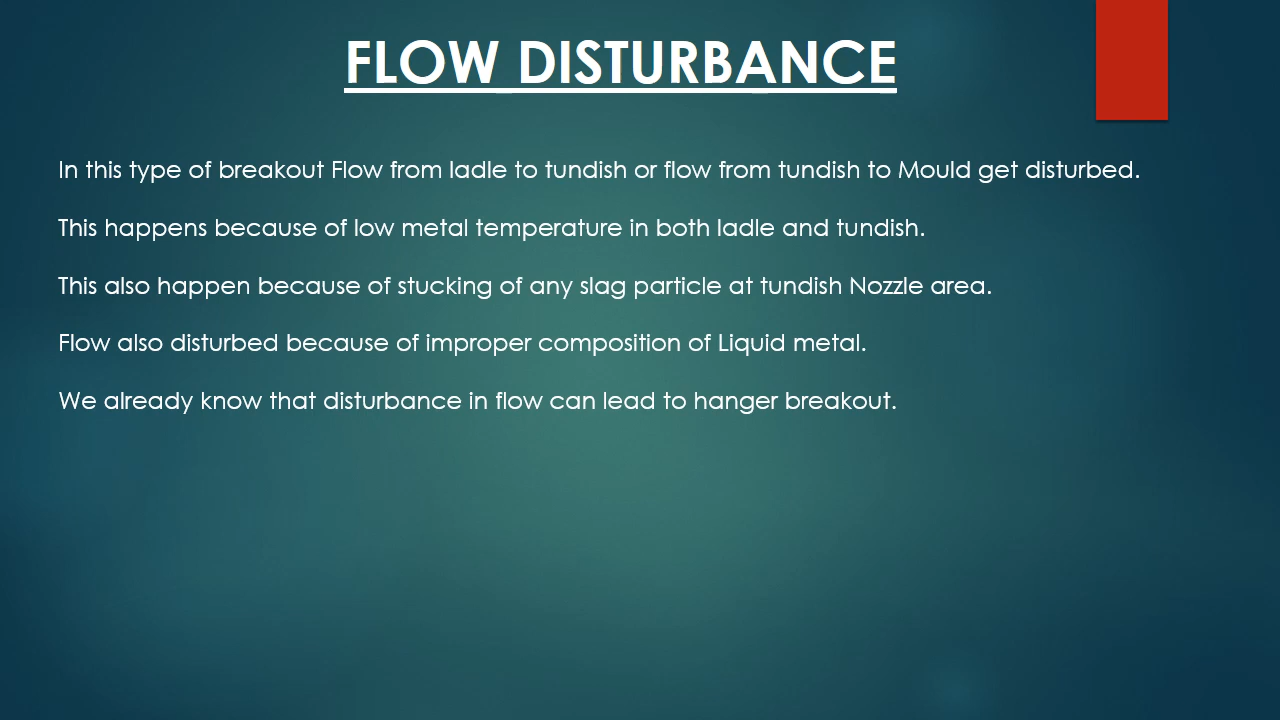 FLOW DISTURBANCE
In this type of breakout Flow from ladle to tundish or flow from tundish to Mould get disturbed.
This happens because of low metal temperature in both ladle and tundish.
This also happen because of stucking of any slag particle at tundish Nozzle area.
Flow also disturbed because of improper composition of Liquid metal.
We already know that disturbance in flow can lead to hanger breakout.